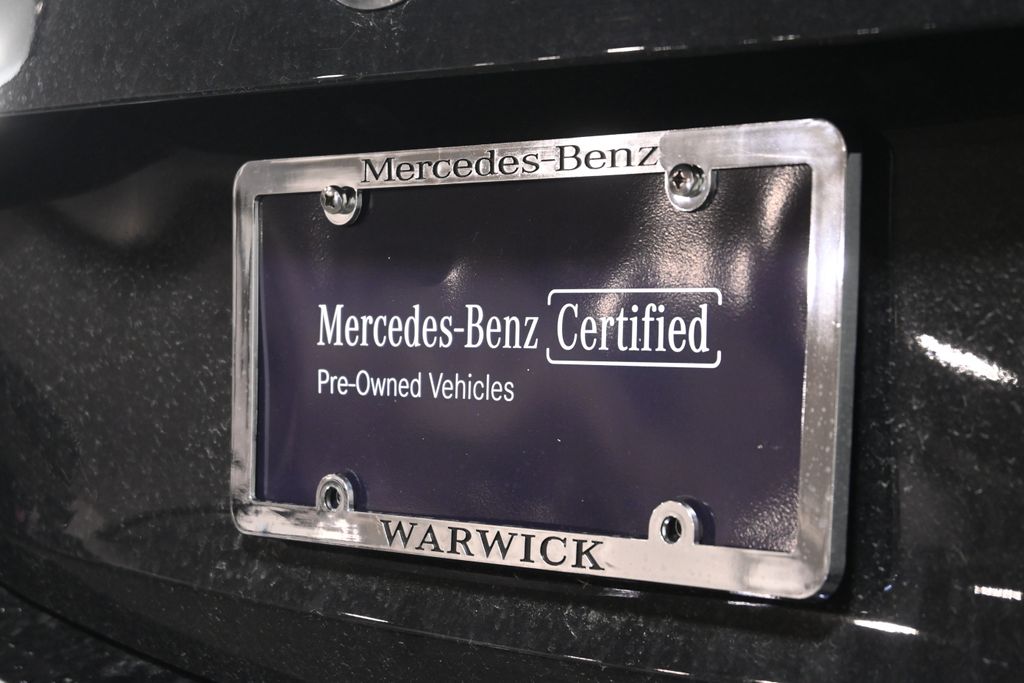 Mercedes-Benz
Mercedes-Benz Certified
Pre-Owned Vehicles
WARWICK